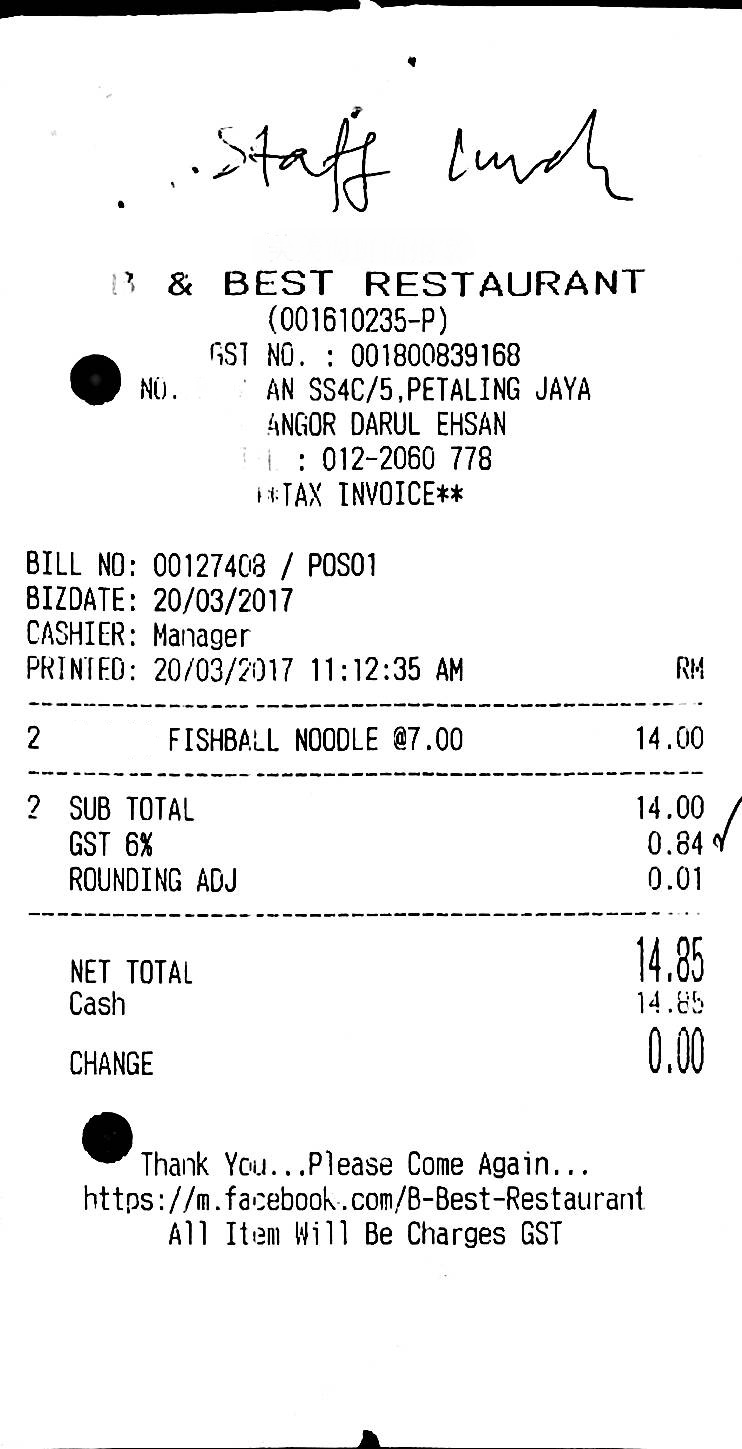 Staff lunch
B & BEST RESTAURANT
(001610235-P)
GST NO. : 001800839168
NO. AN SS4C/5,PETALING JAYA
ANGOR DARUL EHSAN
: 012-2060 778
**TAX INVOICE**
BILL NO: 00127408 / POS01
BIZDATE: 20/03/2017
CASHIER: Manager
PRINTED: 20/03/2017 11:12:35 AM RM
2 FISHBALL NOODLE @7.00 14.00
2 SUB TOTAL 14.00
GST 6% 0.84
ROUNDING ADJ 0.01
NET TOTAL 14.85
Cash 14.85
CHANGE 0.00
Thank You...Please Come Again...
https://m.facebook.com/B-Best-Restaurant
All Item Will Be Charges GST